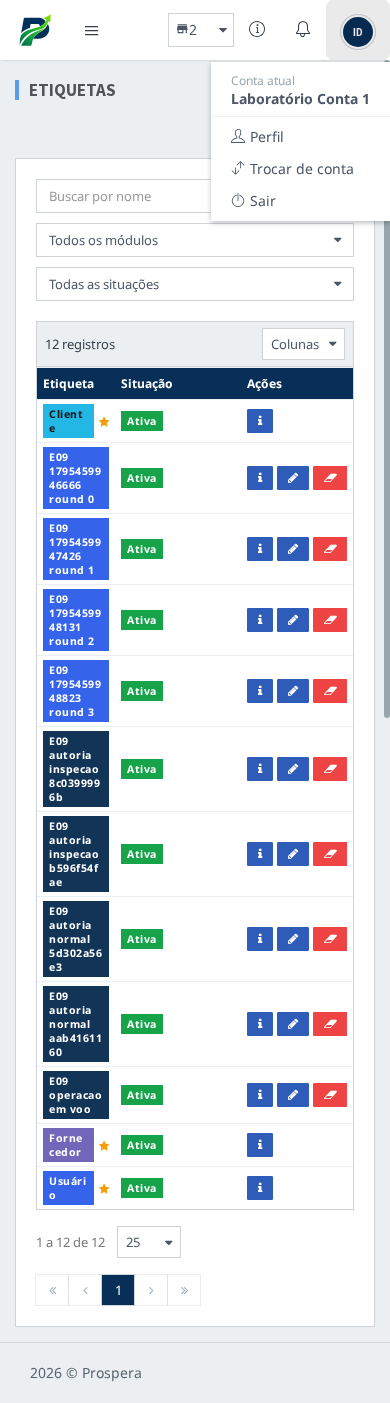 2
ID
Conta atual
Laboratório Conta 1
Perfil
Trocar de conta
Sair
ETIQUETAS
Buscar por nome
Todos os módulos
Todas as situações
12 registros
Colunas
Etiqueta Situação Ações
Client
e
Ativa
E09
17954599
46666
round 0
Ativa
E09
17954599
47426
round 1
Ativa
E09
17954599
48131
round 2
Ativa
E09
17954599
48823
round 3
Ativa
E09
autoria
inspecao
8c039999
6b
Ativa
E09
autoria
inspecao
b596f54f
ae
Ativa
E09
autoria
normal
5d302a56
e3
Ativa
E09
autoria
normal
aab41611
60
Ativa
E09
operacao
em voo
Ativa
Forne
cedor
Ativa
Usuári
o
Ativa
1 a 12 de 12
25
« ‹ 1 › »
2026 © Prospera